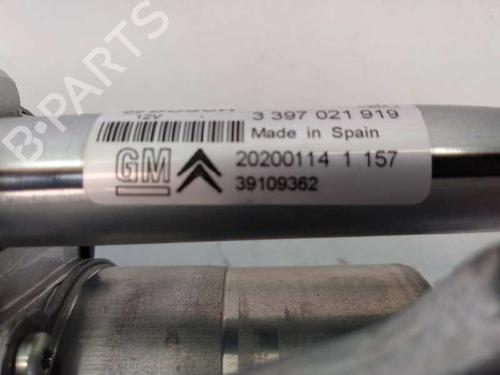 12V
3 397 021 919
Made in Spain
GM
20200114 1 157
39109362
B-PARTS